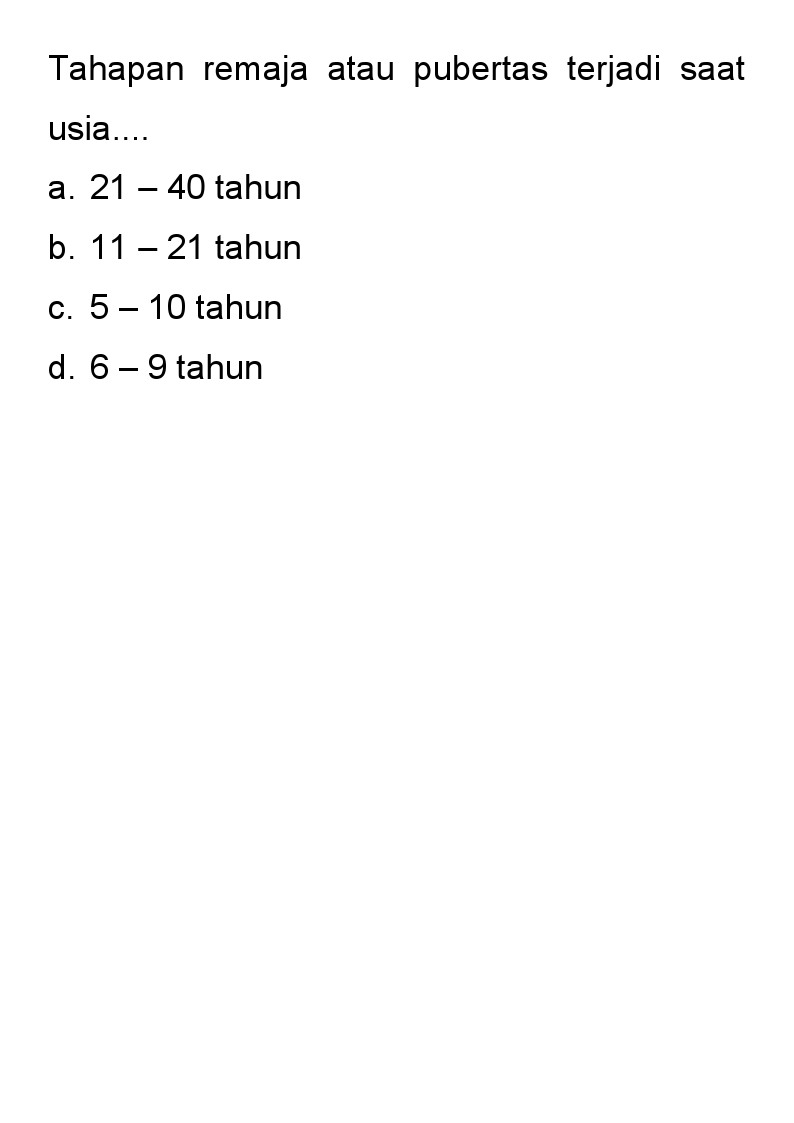 Tahapan remaja atau pubertas terjadi saat
usia....
a. 21 – 40 tahun
b. 11 – 21 tahun
c. 5 – 10 tahun
d. 6 – 9 tahun